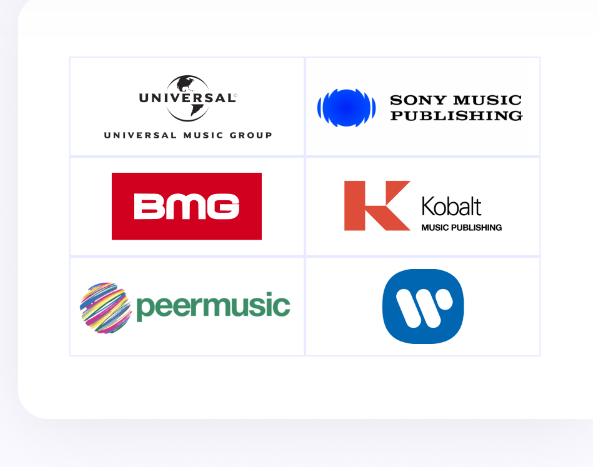 UNIVERSAL
UNIVERSAL MUSIC GROUP
SONY MUSIC
PUBLISHING
BMG
Kobalt
MUSIC PUBLISHING
peermusic